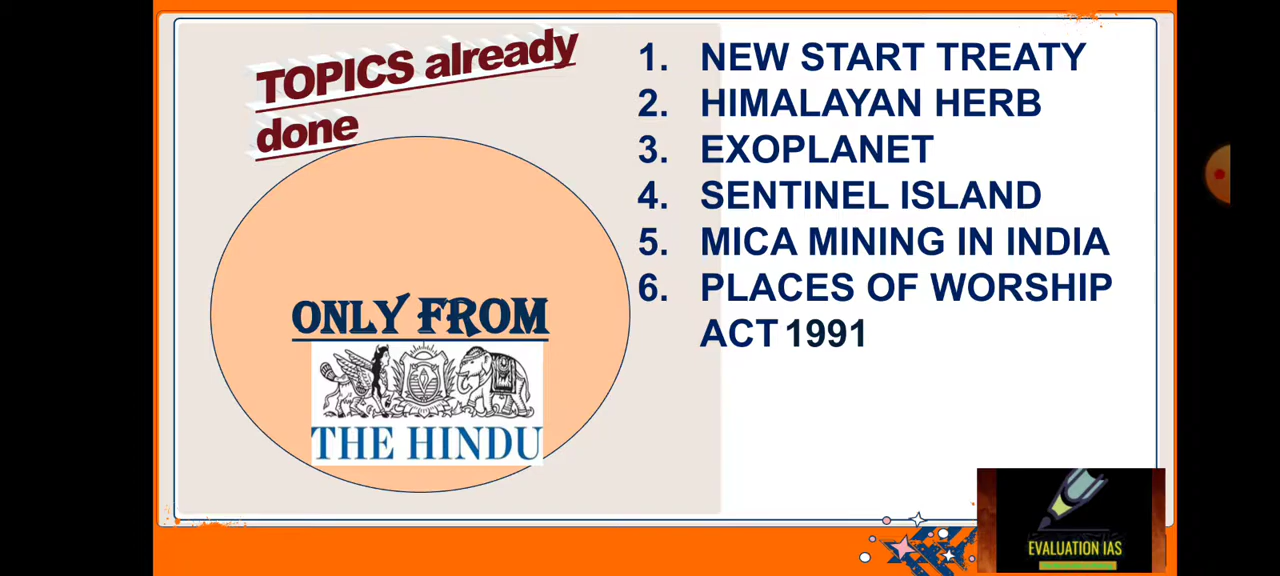 TOPICS already
done
ONLY FROM
THE HINDU
1. NEW START TREATY
2. HIMALAYAN HERB
3. EXOPLANET
4. SENTINEL ISLAND
5. MICA MINING IN INDIA
6. PLACES OF WORSHIP
ACT 1991
EVALUATION IAS